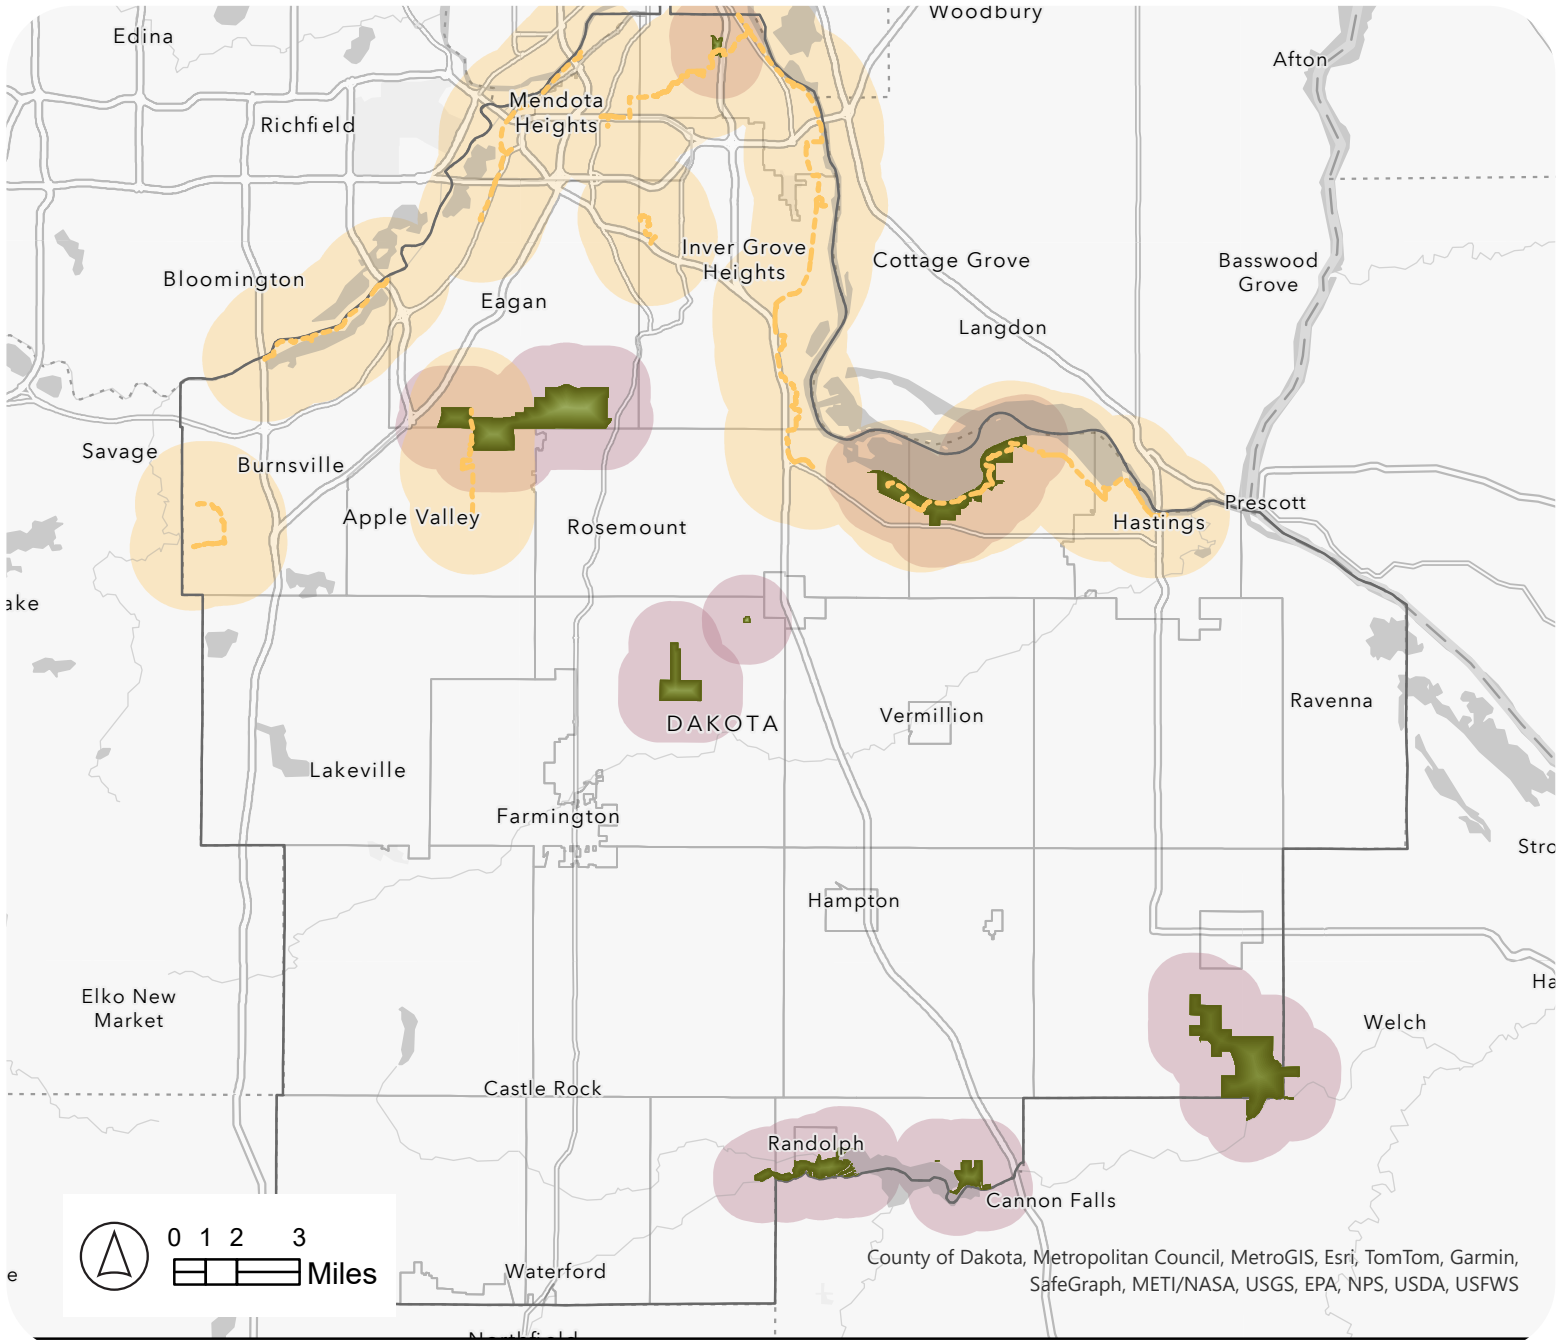 Woodbury
Edina
Afton
Mendota
Heights
Richfield
Inver Grove
Heights
Cottage Grove
Basswood
Grove
Bloomington
Eagan
Langdon
Savage
Burnsville
Prescott
Apple Valley
Rosemount
Hastings
ake
Ravenna
Vermillion
DAKOTA
Lakeville
Farmington
Stro
Hampton
Ha
Elko New
Market
Welch
Castle Rock
Randolph
Cannon Falls
0 1 2 3
Miles
County of Dakota, Metropolitan Council, MetroGIS, Esri, TomTom, Garmin,
SafeGraph, METI/NASA, USGS, EPA, NPS, USDA, USFWS
e
Waterford
Northfield